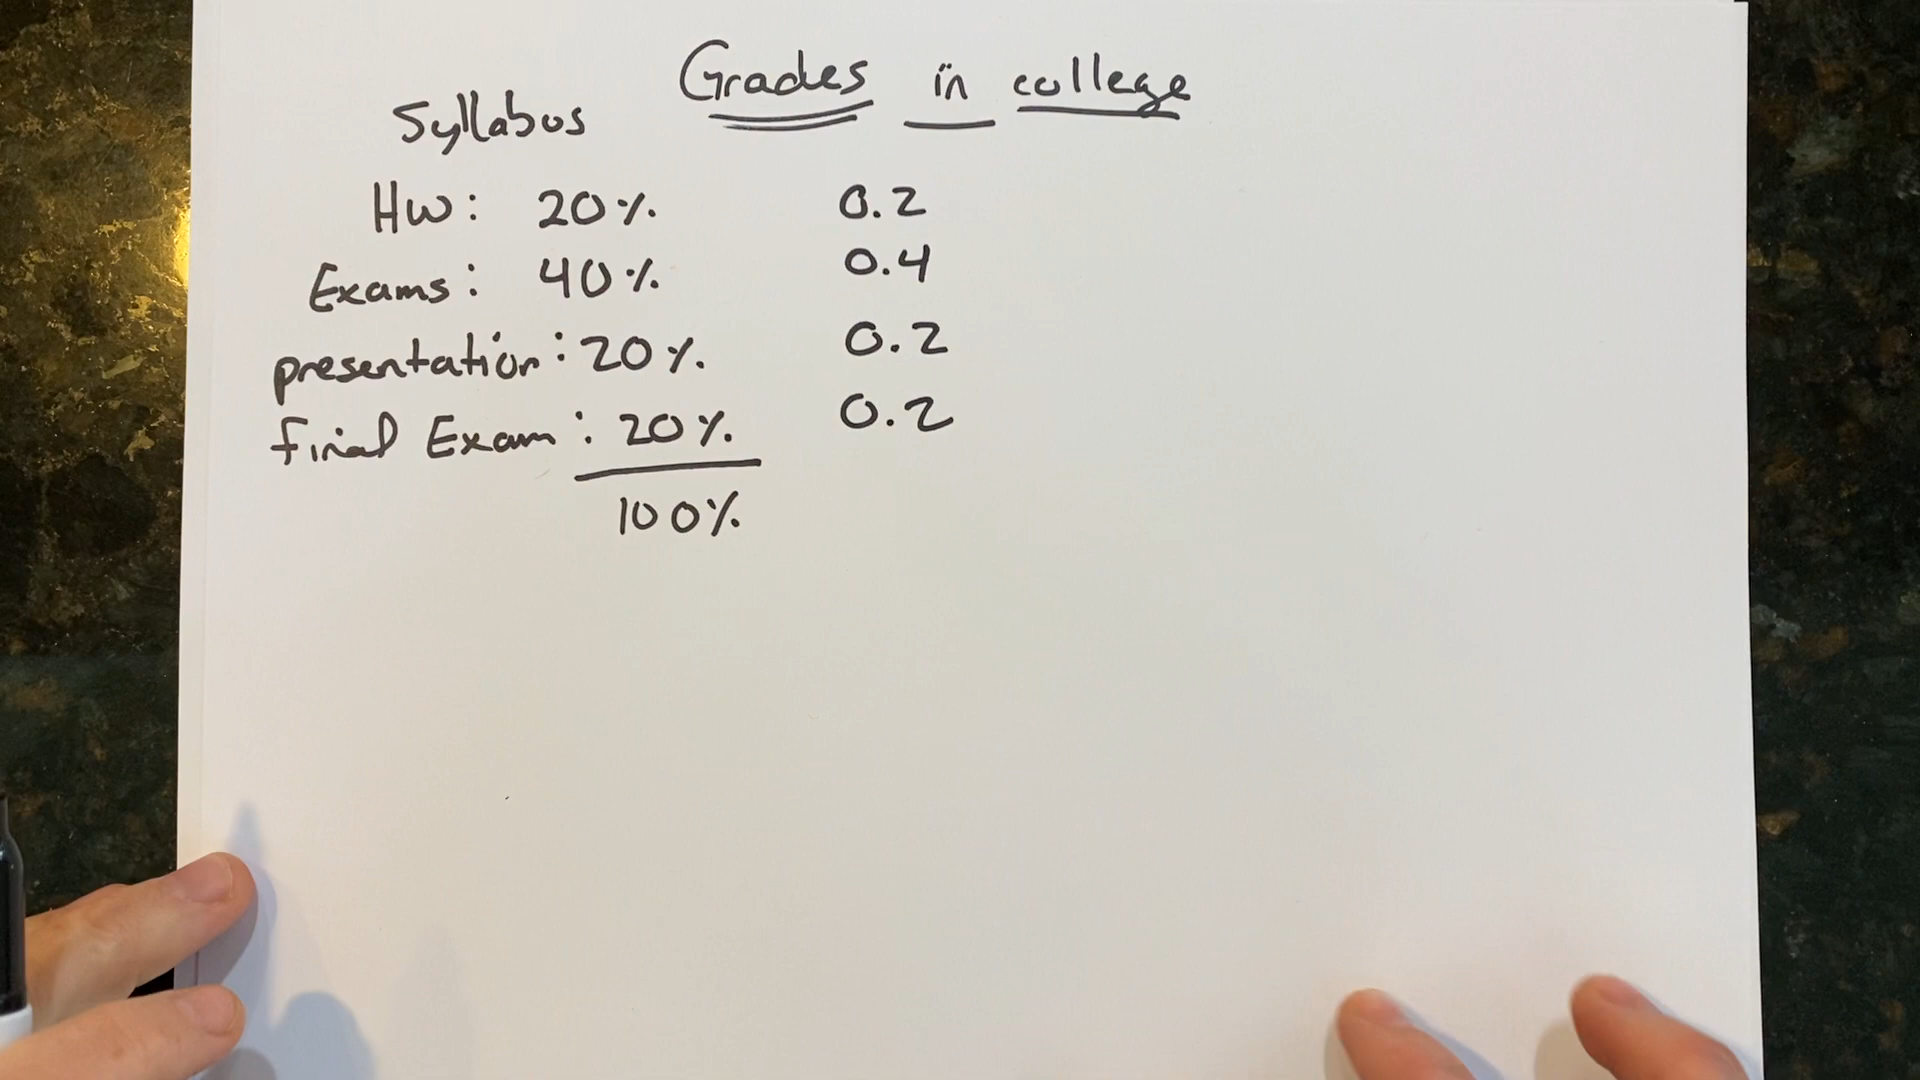 Grades in college
Syllabus
HW: 20% 0.2
Exams: 40% 0.4
presentation: 20% 0.2
final Exam: 20% 0.2
100%